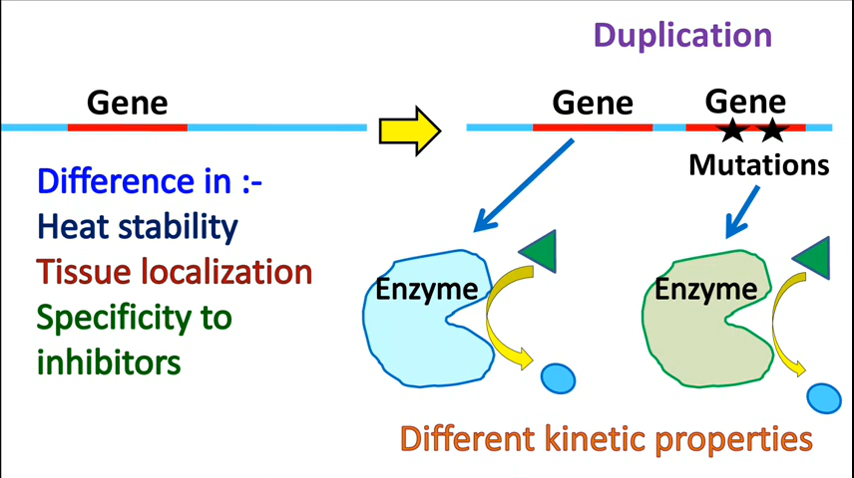 Duplication
Gene
Gene
Gene
Mutations
Difference in :-
Heat stability
Tissue localization
Specificity to
inhibitors
Enzyme
Enzyme
Different kinetic properties